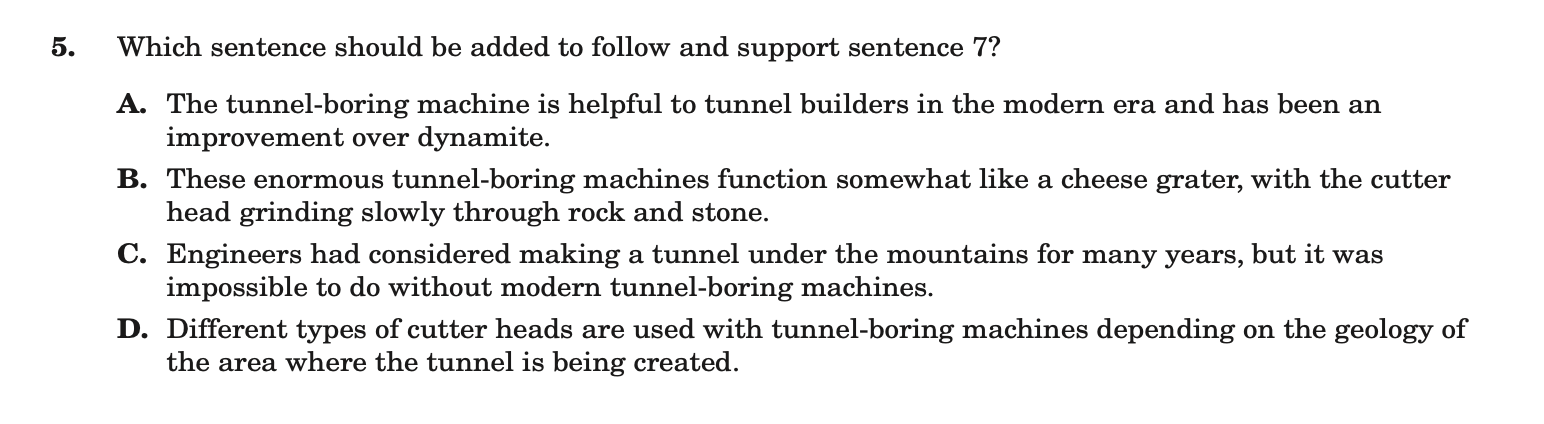 5. Which sentence should be added to follow and support sentence 7?
A. The tunnel-boring machine is helpful to tunnel builders in the modern era and has been an
improvement over dynamite.
B. These enormous tunnel-boring machines function somewhat like a cheese grater, with the cutter
head grinding slowly through rock and stone.
C. Engineers had considered making a tunnel under the mountains for many years, but it was
impossible to do without modern tunnel-boring machines.
D. Different types of cutter heads are used with tunnel-boring machines depending on the geology of
the area where the tunnel is being created.